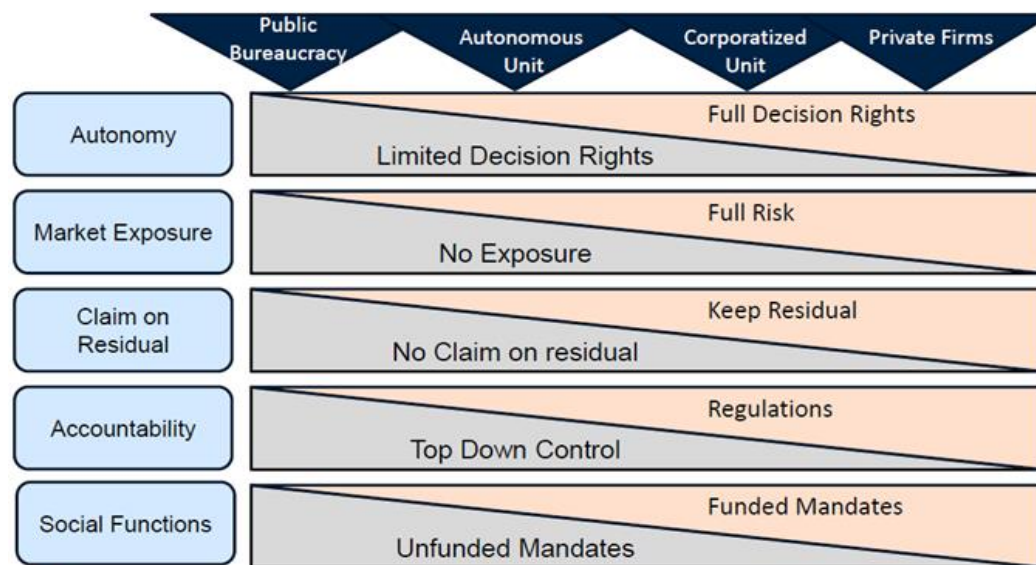 Public
Bureaucracy
Autonomous
Unit
Corporatized
Unit
Private Firms
Autonomy
Full Decision Rights
Limited Decision Rights
Market Exposure
Full Risk
No Exposure
Claim on
Residual
Keep Residual
No Claim on residual
Accountability
Regulations
Top Down Control
Social Functions
Funded Mandates
Unfunded Mandates